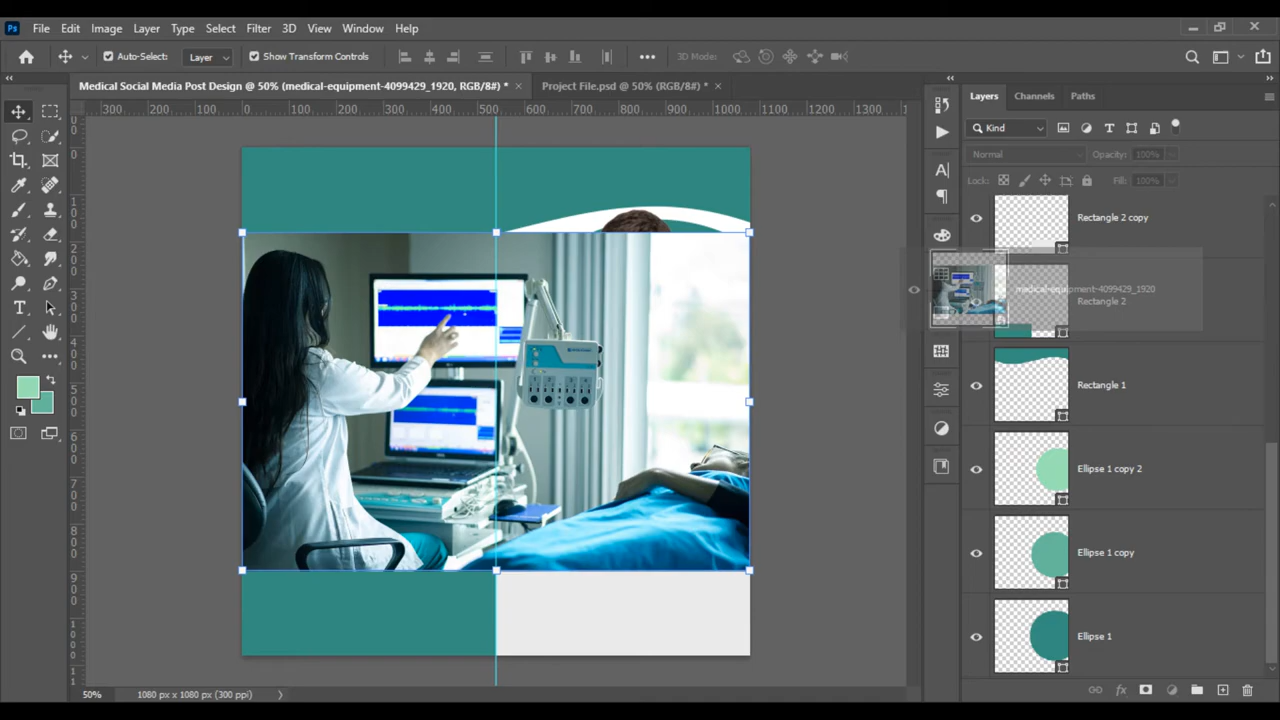 Ps File Edit Image Layer Type Select Filter 3D View Window Help
Auto-Select: Layer Show Transform Controls 3D Mode:
Medical Social Media Post Design @ 50% (medical-equipment-4099429_1920, RGB/8#) * Project File.psd @ 50% (RGB/8#) *
Layers Channels Paths
300 200 100 0 100 200 300 400 500 600 700 800 900 1000 1100 1200 1300
Kind
Normal Opacity: 100%
Lock: Fill: 100%
Rectangle 2 copy
medical-equipment-4099429_1920
Rectangle 2
Rectangle 1
Ellipse 1 copy 2
Ellipse 1 copy
Ellipse 1
50% 1080 px x 1080 px (300 ppi)